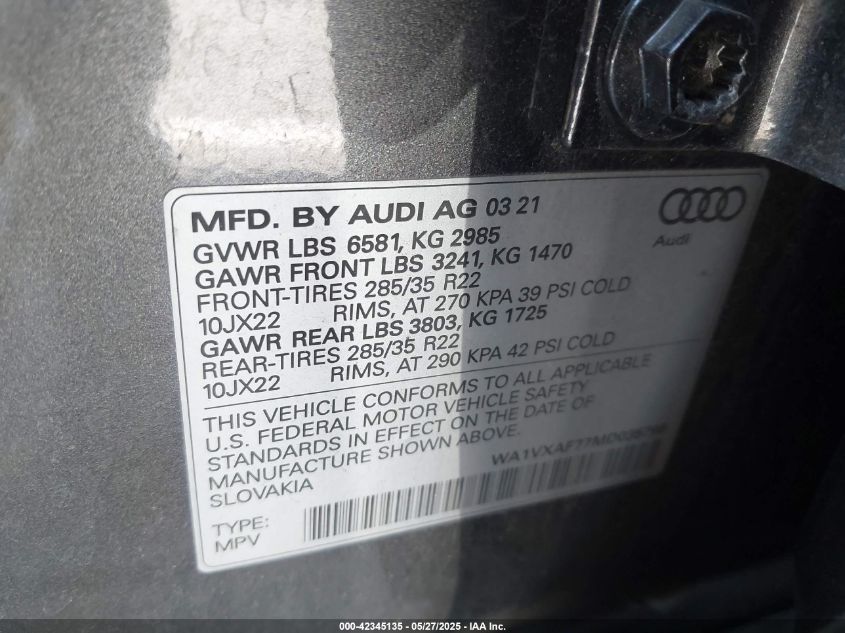 MFD. BY AUDI AG 03 21
Audi
GVWR LBS 6581, KG 2985
GAWR FRONT LBS 3241, KG 1470
FRONT-TIRES 285/35 R22
10JX22 RIMS, AT 270 KPA 39 PSI COLD
GAWR REAR LBS 3803, KG 1725
REAR-TIRES 285/35 R22
10JX22 RIMS, AT 290 KPA 42 PSI COLD
THIS VEHICLE CONFORMS TO ALL APPLICABLE
U.S. FEDERAL MOTOR VEHICLE SAFETY
STANDARDS IN EFFECT ON THE DATE OF
MANUFACTURE SHOWN ABOVE.
SLOVAKIA
TYPE:
MPV
000-42345135 - 05/27/2025 - IAA Inc.